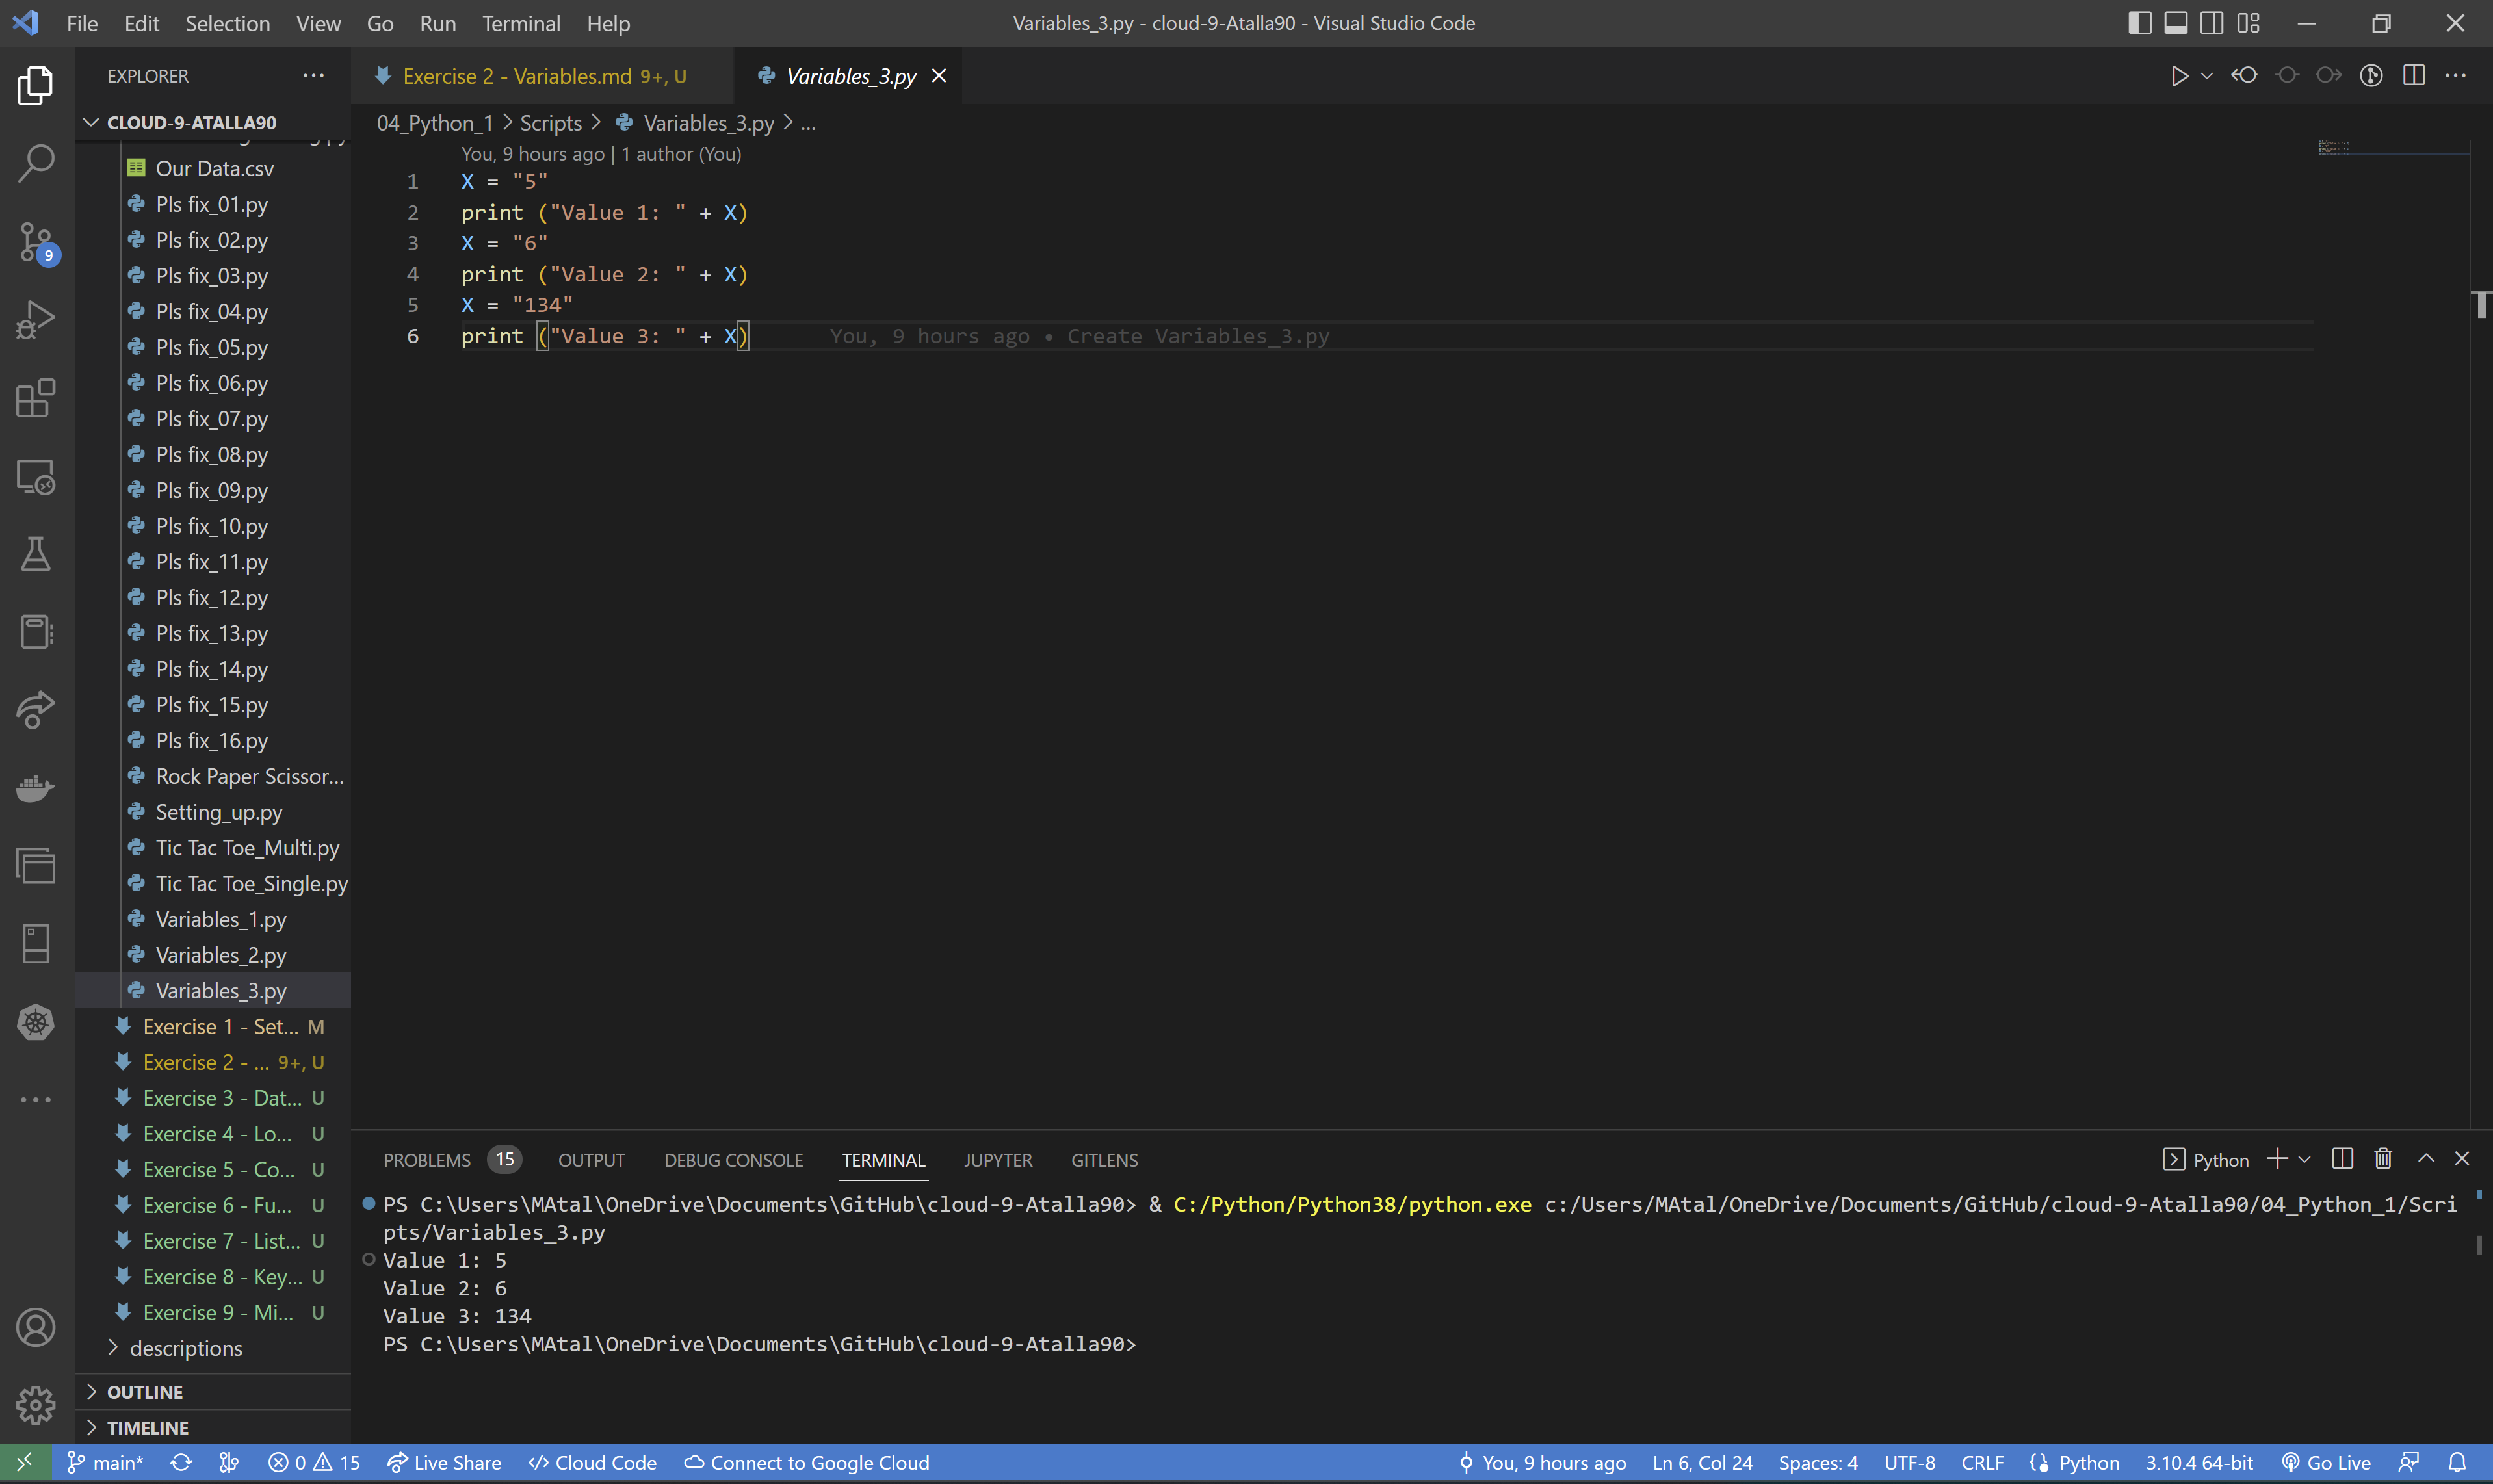 File Edit Selection View Go Run Terminal Help
Variables_3.py - cloud-9-Atalla90 - Visual Studio Code
EXPLORER
CLOUD-9-ATALLA90
Our Data.csv
Pls fix_01.py
Pls fix_02.py
Pls fix_03.py
Pls fix_04.py
Pls fix_05.py
Pls fix_06.py
Pls fix_07.py
Pls fix_08.py
Pls fix_09.py
Pls fix_10.py
Pls fix_11.py
Pls fix_12.py
Pls fix_13.py
Pls fix_14.py
Pls fix_15.py
Pls fix_16.py
Rock Paper Scissor...
Setting_up.py
Tic Tac Toe_Multi.py
Tic Tac Toe_Single.py
Variables_1.py
Variables_2.py
Variables_3.py
Exercise 1 - Set... M
Exercise 2 - ... 9+, U
Exercise 3 - Dat... U
Exercise 4 - Lo... U
Exercise 5 - Co... U
Exercise 6 - Fu... U
Exercise 7 - List... U
Exercise 8 - Key... U
Exercise 9 - Mi... U
descriptions
OUTLINE
TIMELINE
9
Exercise 2 - Variables.md 9+, U
Variables_3.py
04_Python_1 > Scripts > Variables_3.py > ...
You, 9 hours ago | 1 author (You)
1 X = "5"
2 print ("Value 1: " + X)
3 X = "6"
4 print ("Value 2: " + X)
5 X = "134"
6 print ("Value 3: " + X) You, 9 hours ago • Create Variables_3.py
PROBLEMS 15 OUTPUT DEBUG CONSOLE TERMINAL JUPYTER GITLENS
Python
PS C:\Users\MAtal\OneDrive\Documents\GitHub\cloud-9-Atalla90> & C:/Python/Python38/python.exe c:/Users/MAtal/OneDrive/Documents/GitHub/cloud-9-Atalla90/04_Python_1/Scri
pts/Variables_3.py
Value 1: 5
Value 2: 6
Value 3: 134
PS C:\Users\MAtal\OneDrive\Documents\GitHub\cloud-9-Atalla90>
main* 0 15 Live Share Cloud Code Connect to Google Cloud You, 9 hours ago Ln 6, Col 24 Spaces: 4 UTF-8 CRLF Python 3.10.4 64-bit Go Live